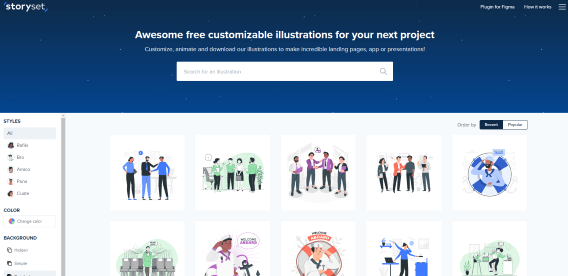 storyset
Plugin for Figma
How it works
Awesome free customizable illustrations for your next project
Customize, animate and download our illustrations to make incredible landing pages, app or presentations!
Search for an illustration
STYLES
All
Rafiki
Bro
Amico
Pana
Cuate
COLOR
Change color
BACKGROUND
Hidden
Simple
Order by:
Recent
Popular
WELCOME
ABOARD
WELCOME
ABOARD